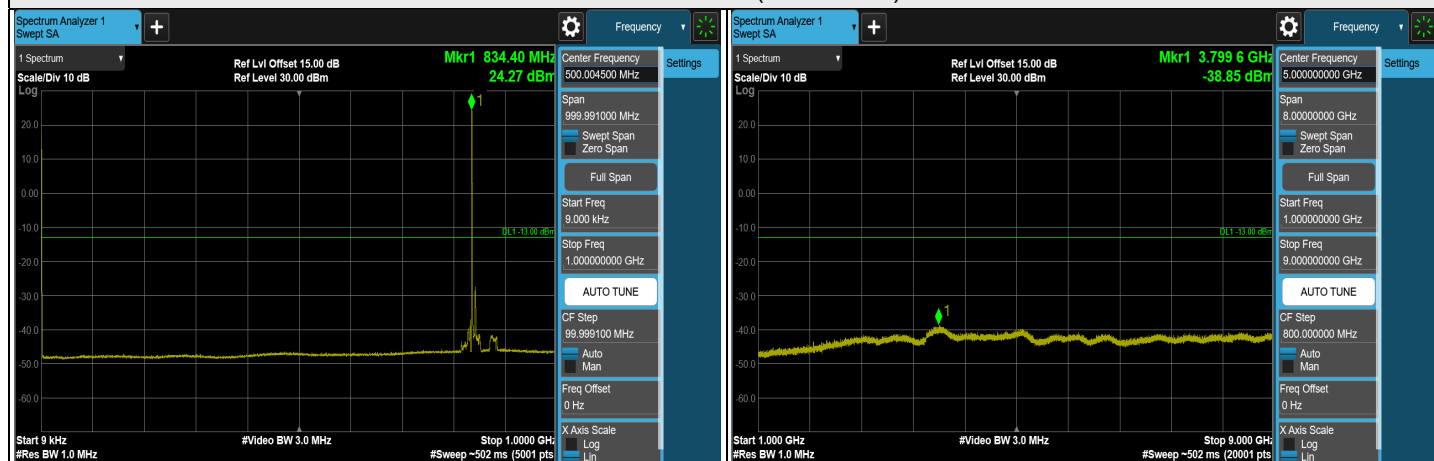 Spectrum Analyzer 1
Swept SA
+
Frequency
1 Spectrum
Scale/Div 10 dB
Log
Ref Lvl Offset 15.00 dB
Ref Level 30.00 dBm
Mkr1 834.40 MHz
24.27 dBm
1
20.0
10.0
0.00
-10.0
-20.0
-30.0
-40.0
-50.0
-60.0
DL1 -13.00 dBm
Start 9 kHz
#Res BW 1.0 MHz
#Video BW 3.0 MHz
Stop 1.0000 GHz
#Sweep ~502 ms (5001 pts
Center Frequency
500.004500 MHz
Settings
Span
999.991000 MHz
Swept Span
Zero Span
Full Span
Start Freq
9.000 kHz
Stop Freq
1.000000000 GHz
AUTO TUNE
CF Step
99.999100 MHz
Auto
Man
Freq Offset
0 Hz
X Axis Scale
Log
Lin
Spectrum Analyzer 1
Swept SA
+
Frequency
1 Spectrum
Scale/Div 10 dB
Log
Ref Lvl Offset 15.00 dB
Ref Level 30.00 dBm
Mkr1 3.799 6 GHz
-38.85 dBm
1
20.0
10.0
0.00
-10.0
-20.0
-30.0
-40.0
-50.0
-60.0
DL1 -13.00 dBm
Start 1.000 GHz
#Res BW 1.0 MHz
#Video BW 3.0 MHz
Stop 9.000 GHz
#Sweep ~502 ms (20001 pts
Center Frequency
5.000000000 GHz
Settings
Span
8.00000000 GHz
Swept Span
Zero Span
Full Span
Start Freq
1.000000000 GHz
Stop Freq
9.000000000 GHz
AUTO TUNE
CF Step
800.000000 MHz
Auto
Man
Freq Offset
0 Hz
X Axis Scale
Log
Lin